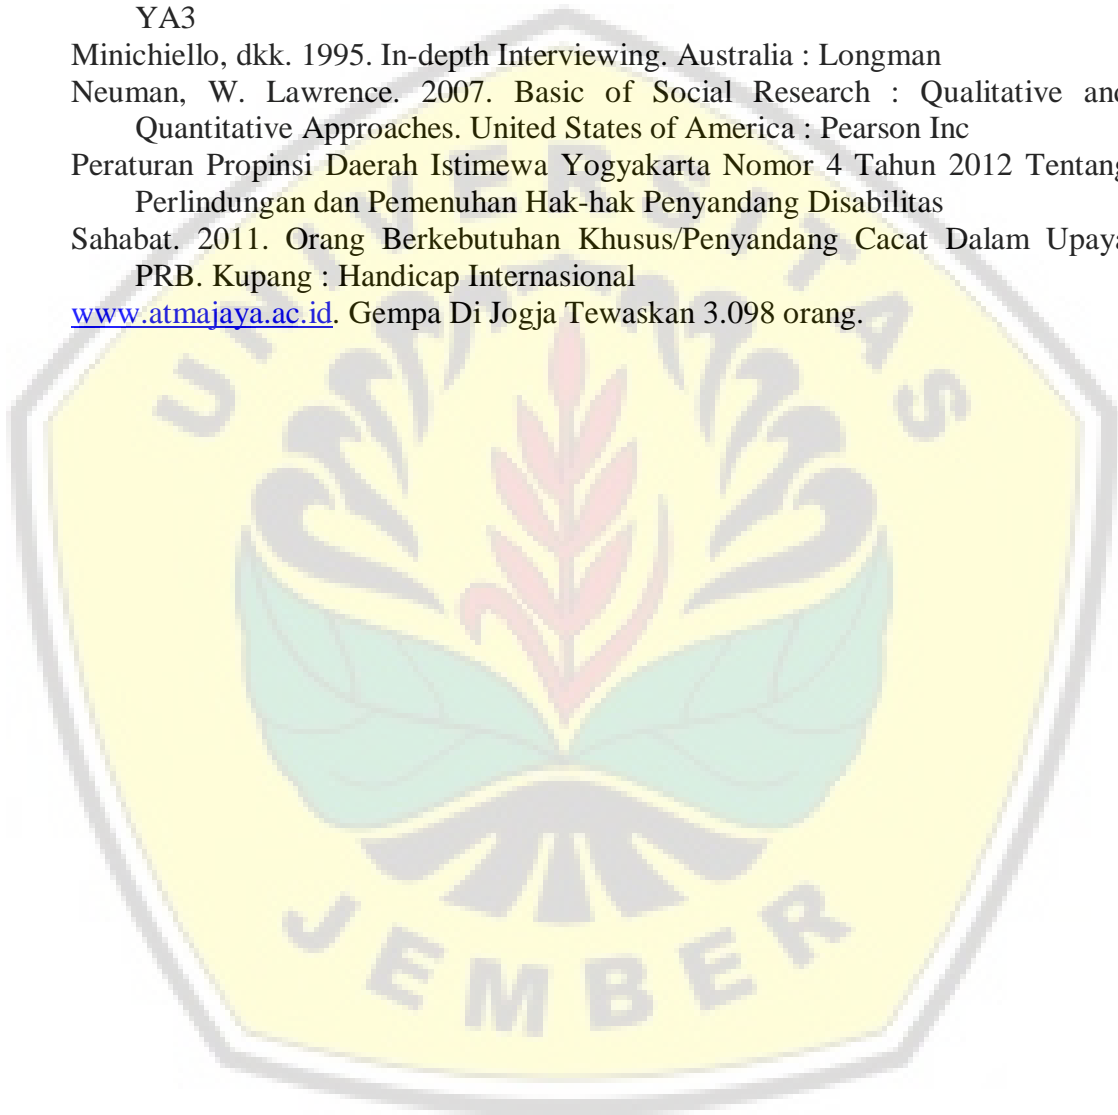 YA3
Minichiello, dkk. 1995. In-depth Interviewing. Australia : Longman
Neuman, W. Lawrence. 2007. Basic of Social Research : Qualitative and
Quantitative Approaches. United States of America : Pearson Inc
Peraturan Propinsi Daerah Istimewa Yogyakarta Nomor 4 Tahun 2012 Tentang
Perlindungan dan Pemenuhan Hak-hak Penyandang Disabilitas
Sahabat. 2011. Orang Berkebutuhan Khusus/Penyandang Cacat Dalam Upaya
PRB. Kupang : Handicap Internasional
www.atmajaya.ac.id. Gempa Di Jogja Tewaskan 3.098 orang.
UNIVERSITAS
JEMBER